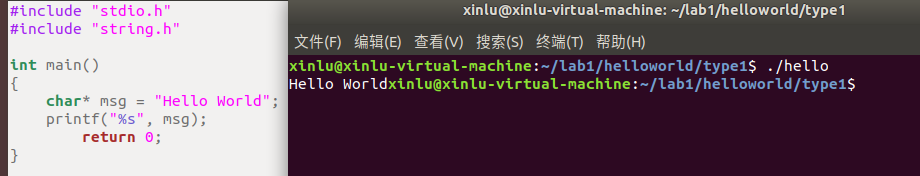 #include "stdio.h"
#include "string.h"
int main()
{
    char* msg = "Hello World";
    printf("%s", msg);
        return 0;
}
xinlu@xinlu-virtual-machine: ~/lab1/helloworld/type1
文件(F) 编辑(E) 查看(V) 搜索(S) 终端(T) 帮助(H)
xinlu@xinlu-virtual-machine:~/lab1/helloworld/type1$ ./hello
Hello Worldxinlu@xinlu-virtual-machine:~/lab1/helloworld/type1$